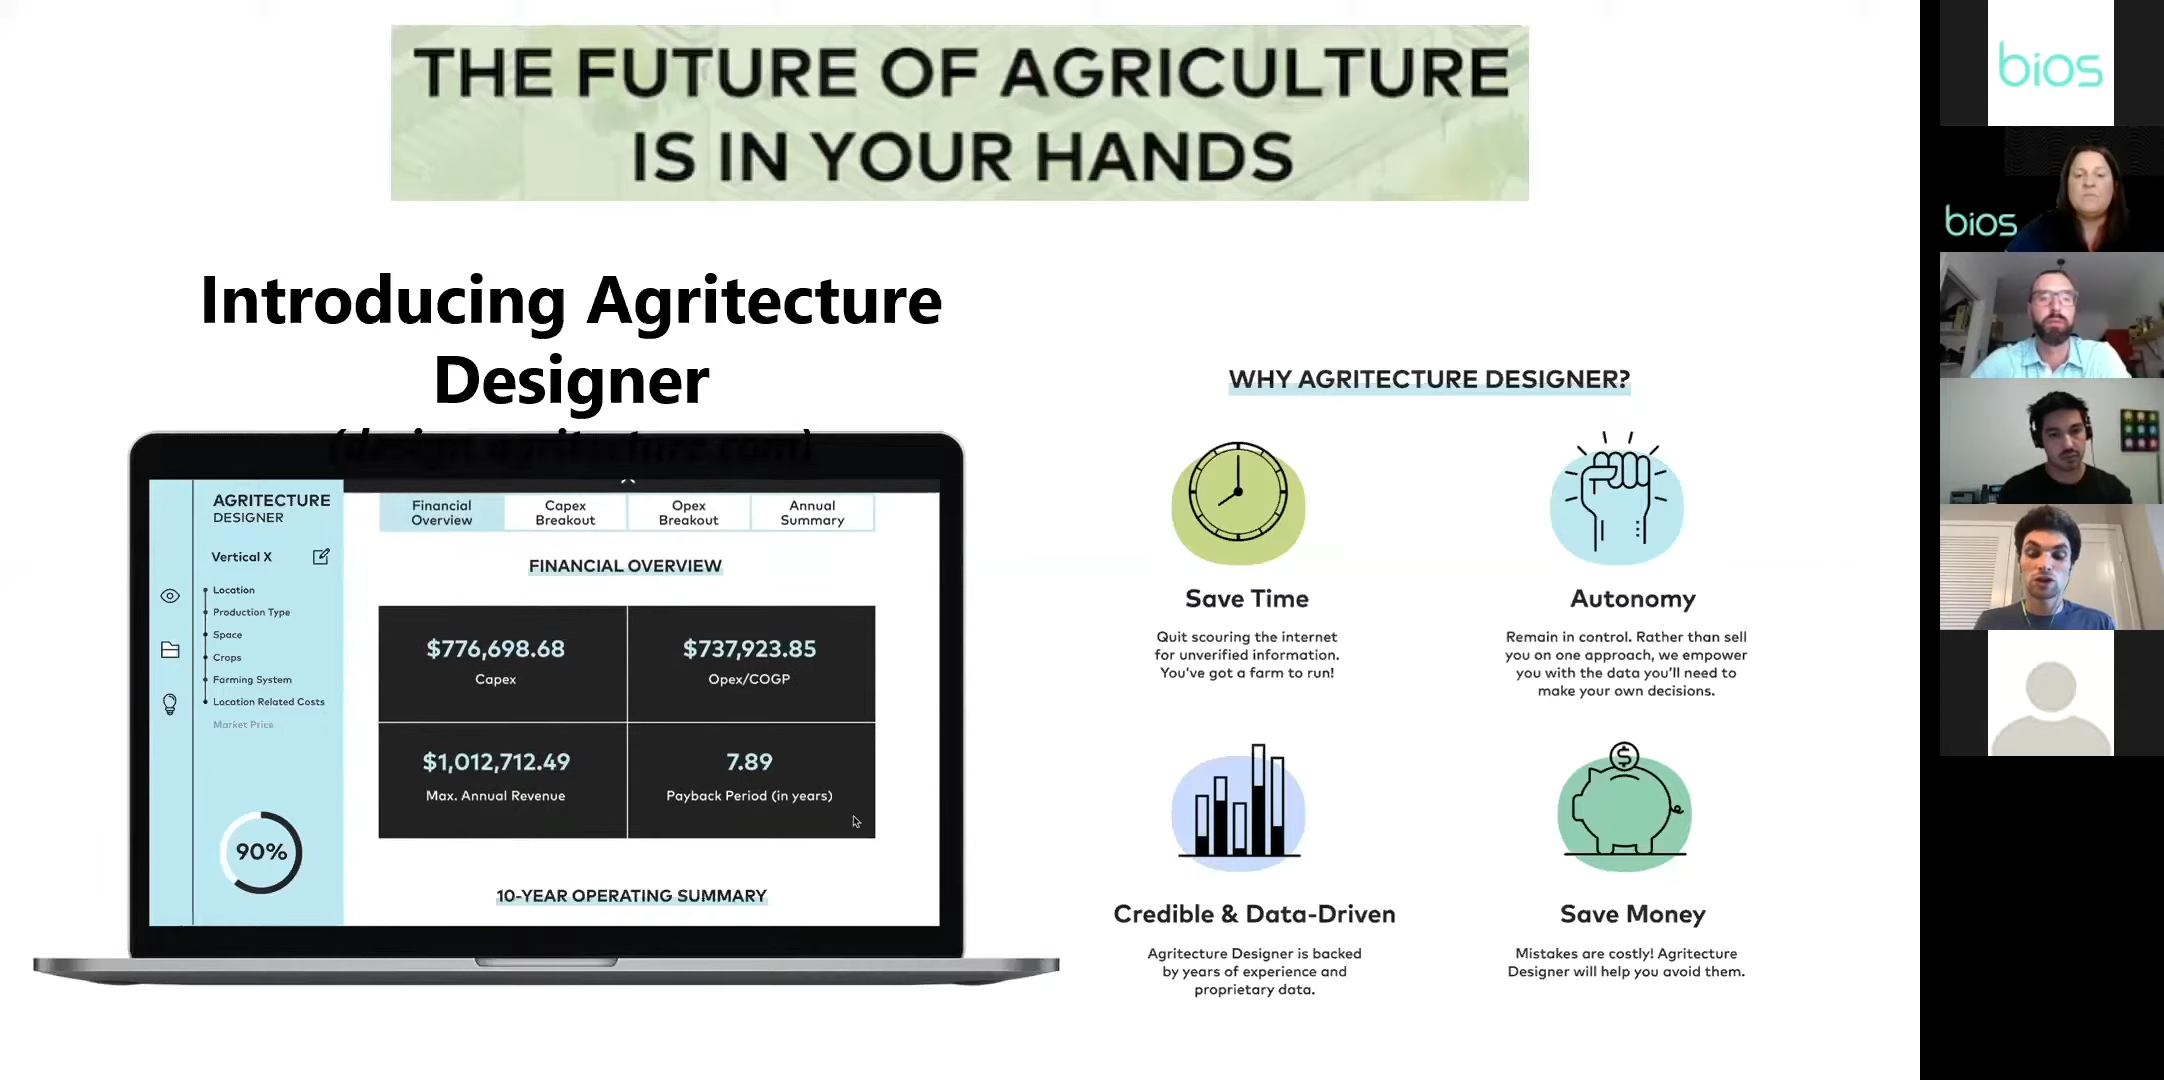 THE FUTURE OF AGRICULTURE
IS IN YOUR HANDS
Introducing Agritecture
Designer
(design.agritecture.com)
AGRITECTURE
DESIGNER
Vertical X
Location
Production Type
Space
Crops
Farming System
Location Related Costs
Market Price
90%
Financial
Overview
Capex
Breakout
Opex
Breakout
Annual
Summary
FINANCIAL OVERVIEW
$776,698.68
Capex
$737,923.85
Opex/COGP
$1,012,712.49
Max. Annual Revenue
7.89
Payback Period (in years)
10-YEAR OPERATING SUMMARY
WHY AGRITECTURE DESIGNER?
Save Time
Quit scouring the internet
for unverified information.
You've got a farm to run!
Autonomy
Remain in control. Rather than sell
you on one approach, we empower
you with the data you'll need to
make your own decisions.
Credible & Data-Driven
Agritecture Designer is backed
by years of experience and
proprietary data.
$
Save Money
Mistakes are costly! Agritecture
Designer will help you avoid them.
bios
bios